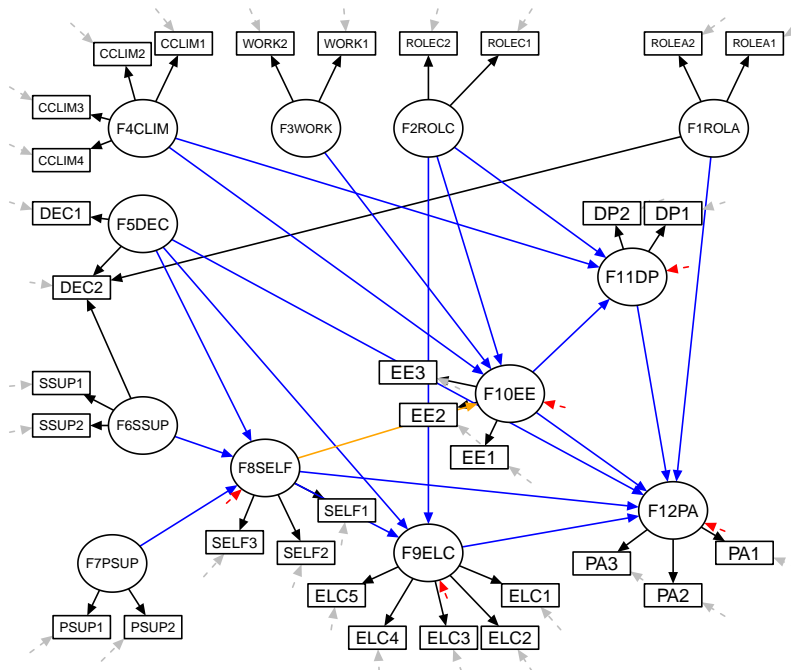 CCLIM1
WORK2
WORK1
ROLEC2
ROLEC1
ROLEA2
ROLEA1
CCLIM2
CCLIM3
F4CLIM
F3WORK
F2ROLC
F1ROLA
CCLIM4
DEC1
F5DEC
DP2
DP1
DEC2
F11DP
EE3
SSUP1
F10EE
EE2
SSUP2
F6SSUP
EE1
F8SELF
SELF1
F12PA
SELF3
SELF2
F9ELC
PA3
PA1
F7PSUP
PA2
ELC5
ELC1
PSUP1
PSUP2
ELC4
ELC3
ELC2